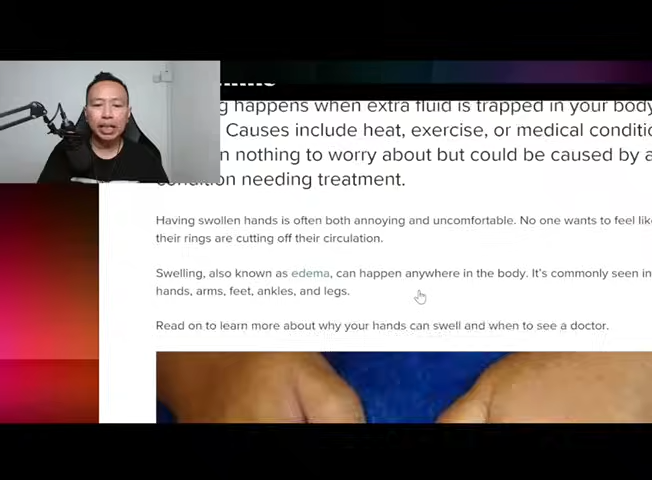 g happens when extra fluid is trapped in your body
Causes include heat, exercise, or medical conditio
n nothing to worry about but could be caused by a
condition needing treatment.
Having swollen hands is often both annoying and uncomfortable. No one wants to feel like
their rings are cutting off their circulation.
Swelling, also known as edema, can happen anywhere in the body. It's commonly seen in
hands, arms, feet, ankles, and legs.
Read on to learn more about why your hands can swell and when to see a doctor.